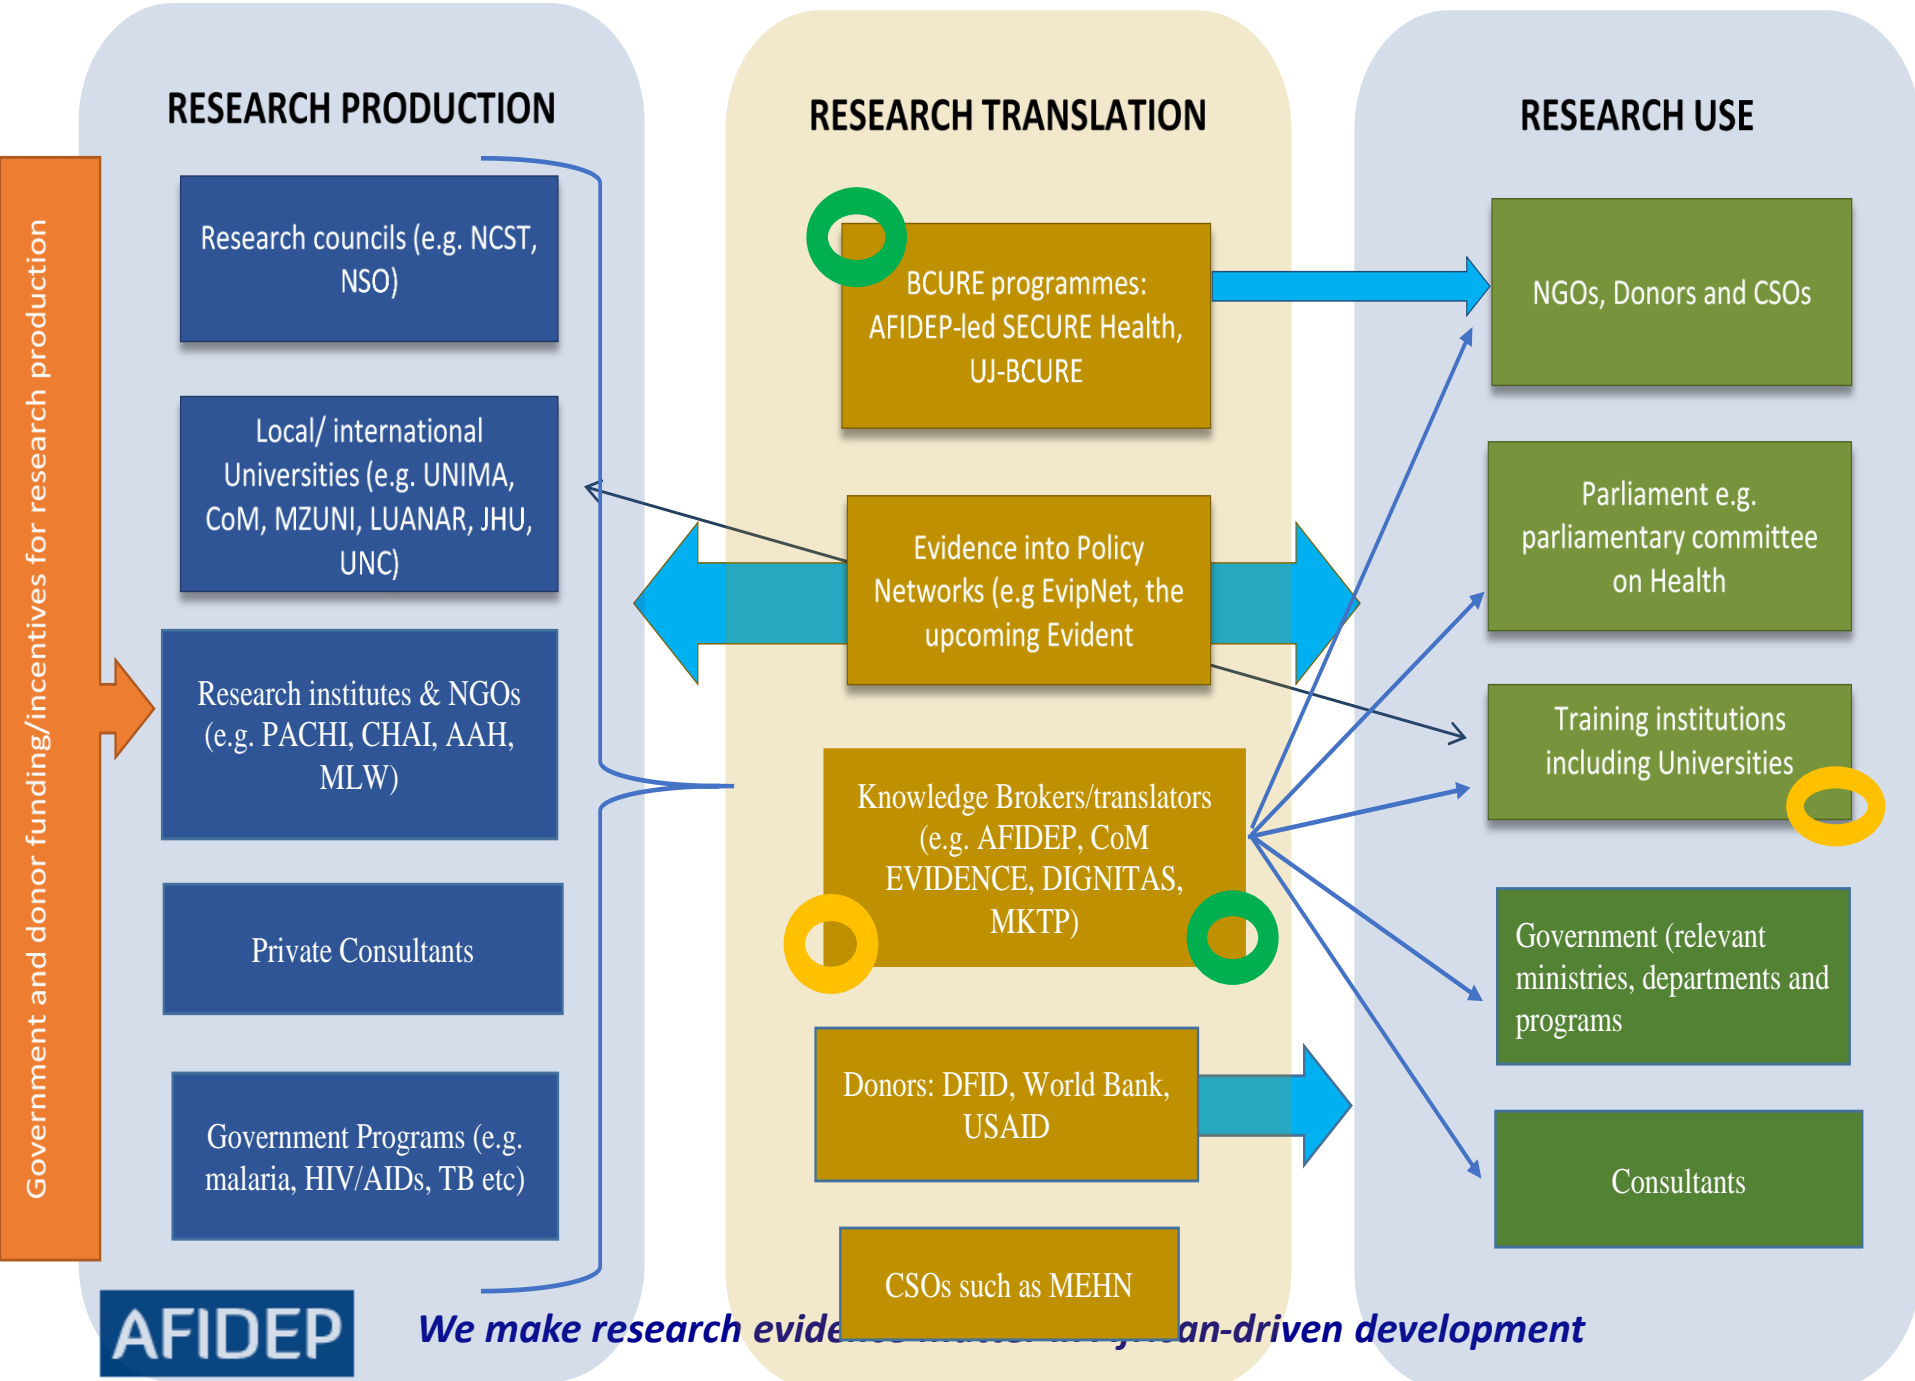 Government and donor funding/incentives for research production
RESEARCH PRODUCTION
Research councils (e.g. NCST,
NSO)
Local/ international
Universities (e.g. UNIMA,
CoM, MZUNI, LUANAR, JHU,
UNC)
Research institutes & NGOs
(e.g. PACHI, CHAI, AAH,
MLW)
Private Consultants
Government Programs (e.g.
malaria, HIV/AIDs, TB etc)
RESEARCH TRANSLATION
BCURE programmes:
AFIDEP-led SECURE Health,
UJ-BCURE
Evidence into Policy
Networks (e.g EvipNet, the
upcoming Evident
Knowledge Brokers/translators
(e.g. AFIDEP, CoM
EVIDENCE, DIGNITAS,
MKTP)
Donors: DFID, World Bank,
USAID
CSOs such as MEHN
RESEARCH USE
NGOs, Donors and CSOs
Parliament e.g.
parliamentary committee
on Health
Training institutions
including Universities
Government (relevant
ministries, departments and
programs
Consultants
AFIDEP
We make research evidence matter in African-driven development